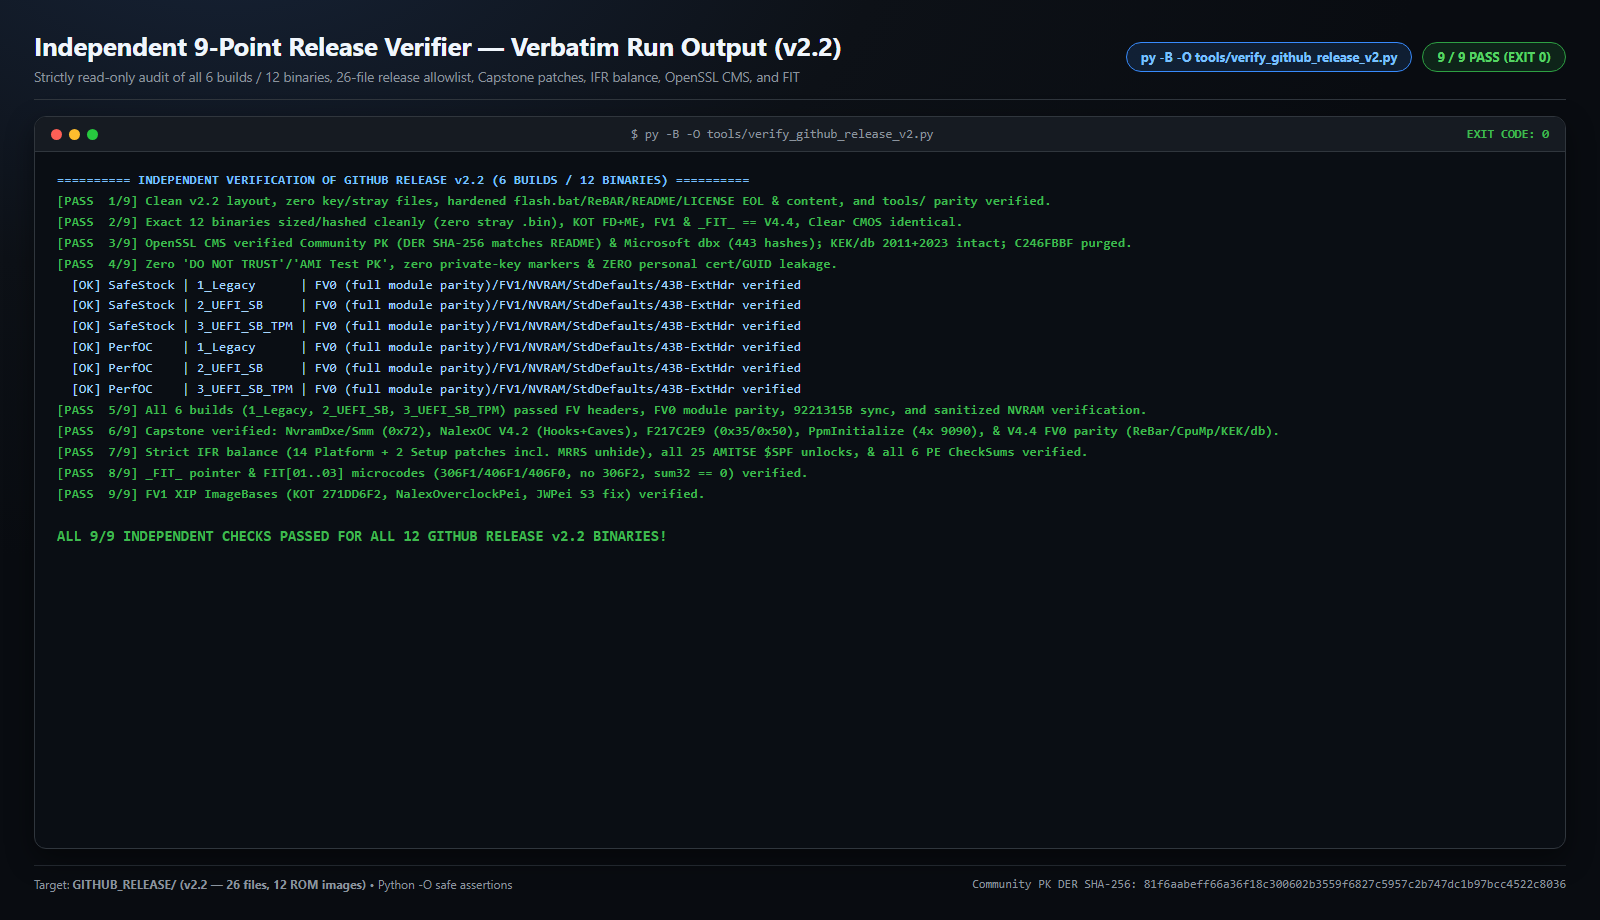 Independent 9-Point Release Verifier — Verbatim Run Output (v2.2)
Strictly read-only audit of all 6 builds / 12 binaries, 26-file release allowlist, Capstone patches, IFR balance, OpenSSL CMS, and FIT
py -B -O tools/verify_github_release_v2.py
9 / 9 PASS (EXIT 0)
$ py -B -O tools/verify_github_release_v2.py
EXIT CODE: 0
========== INDEPENDENT VERIFICATION OF GITHUB RELEASE v2.2 (6 BUILDS / 12 BINARIES) ==========
[PASS  1/9] Clean v2.2 layout, zero key/stray files, hardened flash.bat/ReBAR/README/LICENSE EOL & content, and tools/ parity verified.
[PASS  2/9] Exact 12 binaries sized/hashed cleanly (zero stray .bin), KOT FD+ME, FV1 & _FIT_ == V4.4, Clear CMOS identical.
[PASS  3/9] OpenSSL CMS verified Community PK (DER SHA-256 matches README) & Microsoft dbx (443 hashes); KEK/db 2011+2023 intact; C246FBBF purged.
[PASS  4/9] Zero 'DO NOT TRUST'/'AMI Test PK', zero private-key markers & ZERO personal cert/GUID leakage.
[OK] SafeStock | 1_Legacy      | FV0 (full module parity)/FV1/NVRAM/StdDefaults/43B-ExtHdr verified
[OK] SafeStock | 2_UEFI_SB     | FV0 (full module parity)/FV1/NVRAM/StdDefaults/43B-ExtHdr verified
[OK] SafeStock | 3_UEFI_SB_TPM | FV0 (full module parity)/FV1/NVRAM/StdDefaults/43B-ExtHdr verified
[OK] PerfOC    | 1_Legacy      | FV0 (full module parity)/FV1/NVRAM/StdDefaults/43B-ExtHdr verified
[OK] PerfOC    | 2_UEFI_SB     | FV0 (full module parity)/FV1/NVRAM/StdDefaults/43B-ExtHdr verified
[OK] PerfOC    | 3_UEFI_SB_TPM | FV0 (full module parity)/FV1/NVRAM/StdDefaults/43B-ExtHdr verified
[PASS  5/9] All 6 builds (1_Legacy, 2_UEFI_SB, 3_UEFI_SB_TPM) passed FV headers, FV0 module parity, 9221315B sync, and sanitized NVRAM verification.
[PASS  6/9] Capstone verified: NvramDxe/Smm (0x72), NalexOC V4.2 (Hooks+Caves), F217C2E9 (0x35/0x50), PpmInitialize (4x 9090), & V4.4 FV0 parity (ReBar/CpuMp/KEK/db).
[PASS  7/9] Strict IFR balance (14 Platform + 2 Setup patches incl. MRRS unhide), all 25 AMITSE $SPF unlocks, & all 6 PE CheckSums verified.
[PASS  8/9] _FIT_ pointer & FIT[01..03] microcodes (306F1/406F1/406F0, no 306F2, sum32 == 0) verified.
[PASS  9/9] FV1 XIP ImageBases (KOT 271DD6F2, NalexOverclockPei, JWPei S3 fix) verified.
ALL 9/9 INDEPENDENT CHECKS PASSED FOR ALL 12 GITHUB RELEASE v2.2 BINARIES!
Target: GITHUB_RELEASE/ (v2.2 — 26 files, 12 ROM images) • Python -O safe assertions
Community PK DER SHA-256: 81f6aabeff66a36f18c300602b3559f6827c5957c2b747dc1b97bcc4522c8036